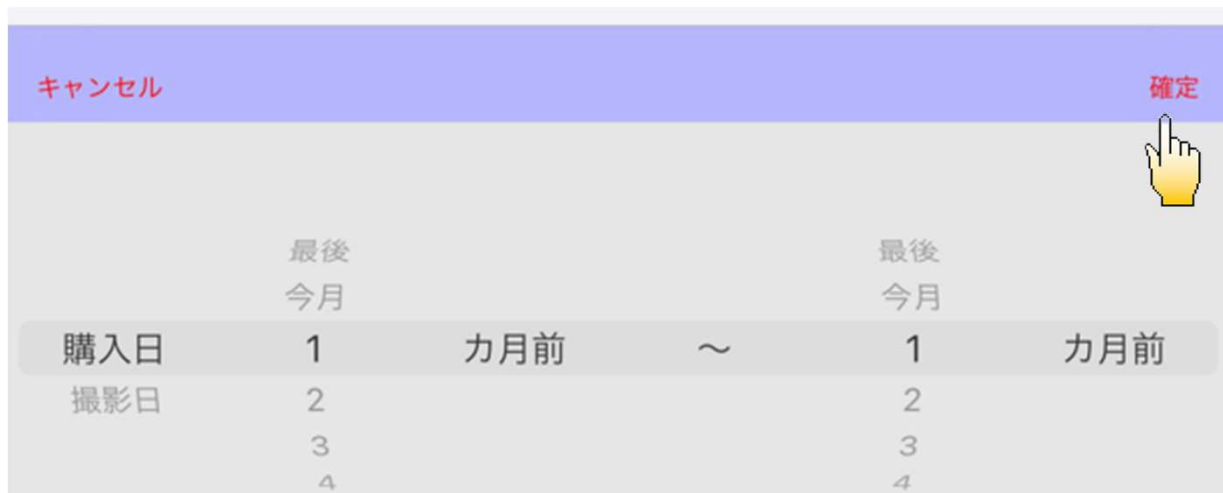 キャンセル 確定
最後 最後
今月 今月
購入日 1 カ月前 ～ 1 カ月前
撮影日 2 2
3 3
4 4